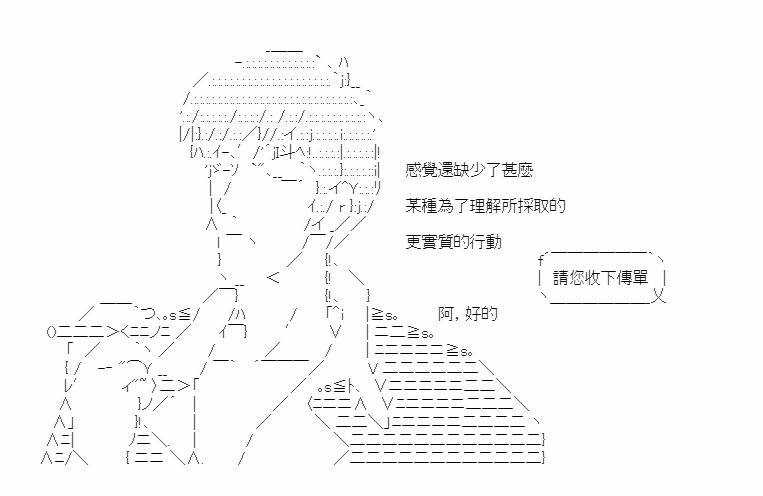 感覺還缺少了甚麼
某種為了理解所採取的
更實質的行動
請您收下傳單
阿，好的